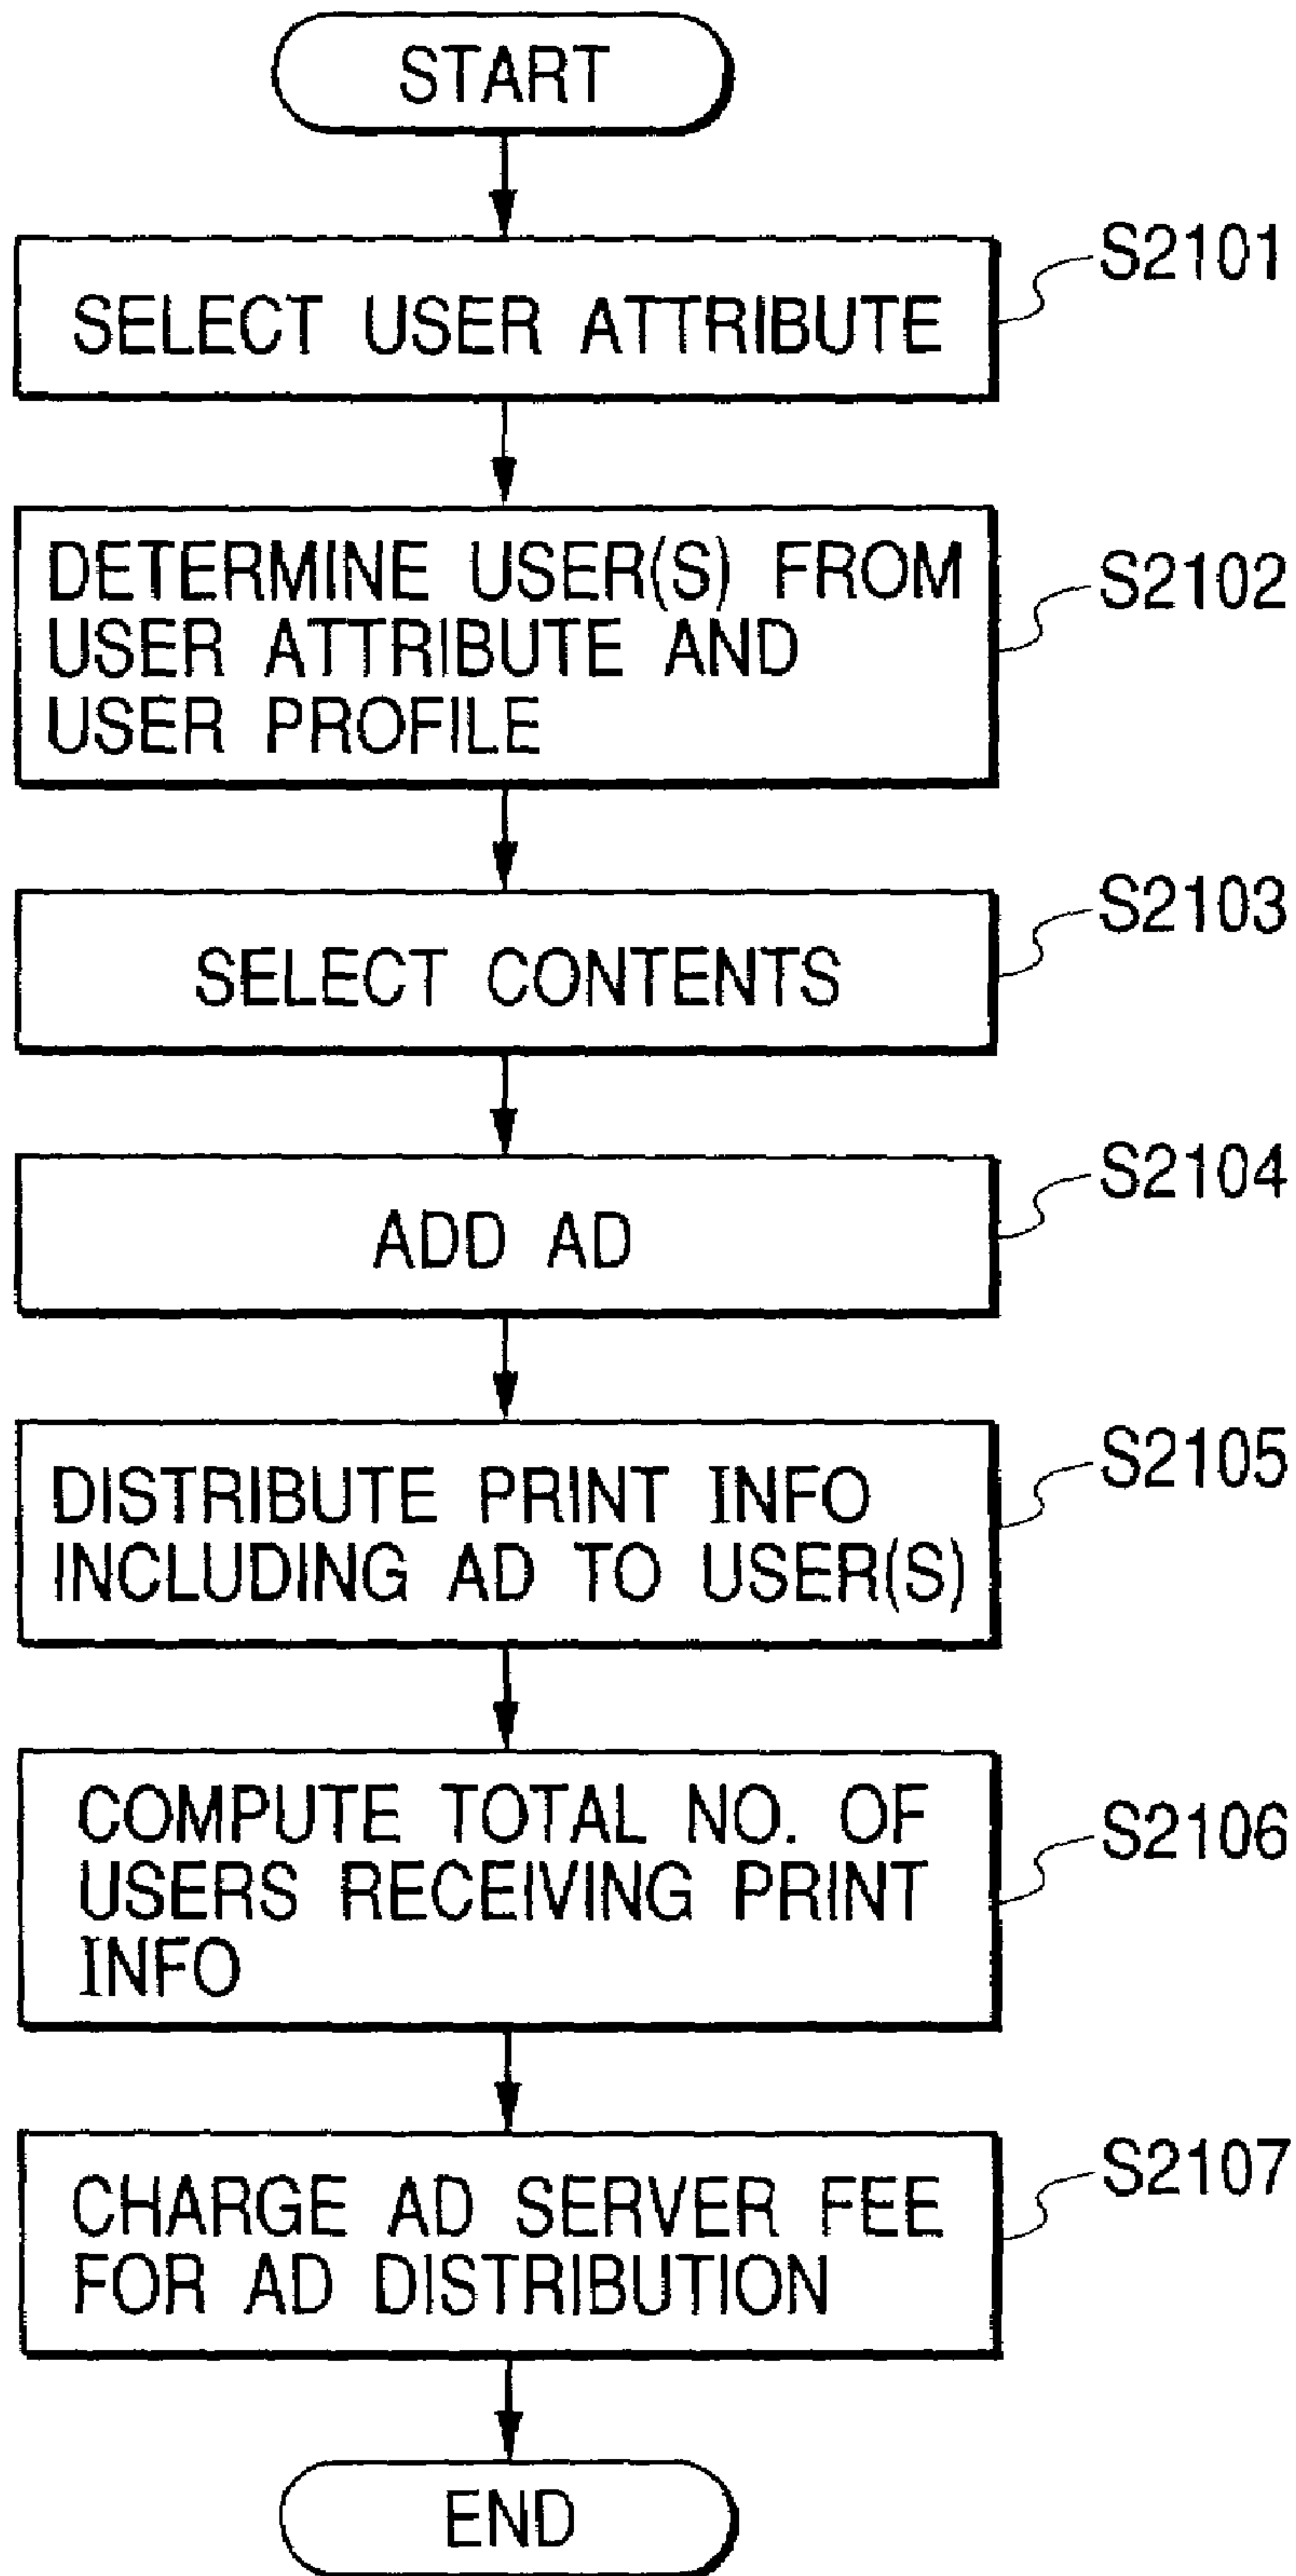 START
SELECT USER ATTRIBUTE
S2101
DETERMINE USER(S) FROM
USER ATTRIBUTE AND
USER PROFILE
S2102
SELECT CONTENTS
S2103
ADD AD
S2104
DISTRIBUTE PRINT INFO
INCLUDING AD TO USER(S)
S2105
COMPUTE TOTAL NO. OF
USERS RECEIVING PRINT
INFO
S2106
CHARGE AD SERVER FEE
FOR AD DISTRIBUTION
S2107
END